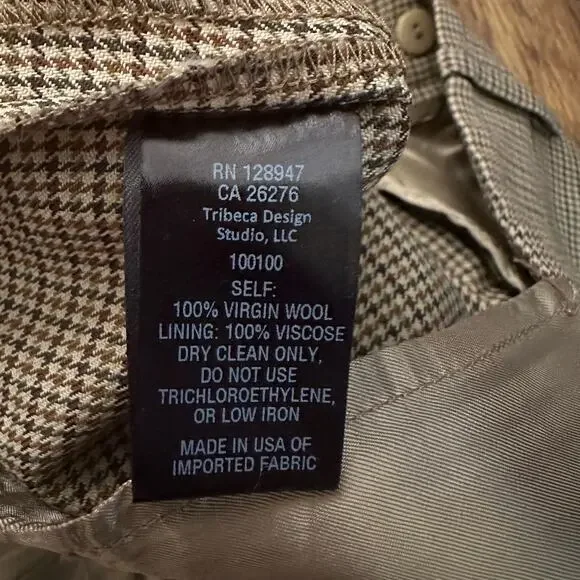 RN 128947
CA 26276
Tribeca Design
Studio, LLC
100100
SELF:
100% VIRGIN WOOL
LINING: 100% VISCOSE
DRY CLEAN ONLY,
DO NOT USE
TRICHLOROETHYLENE,
OR LOW IRON
MADE IN USA OF
IMPORTED FABRIC